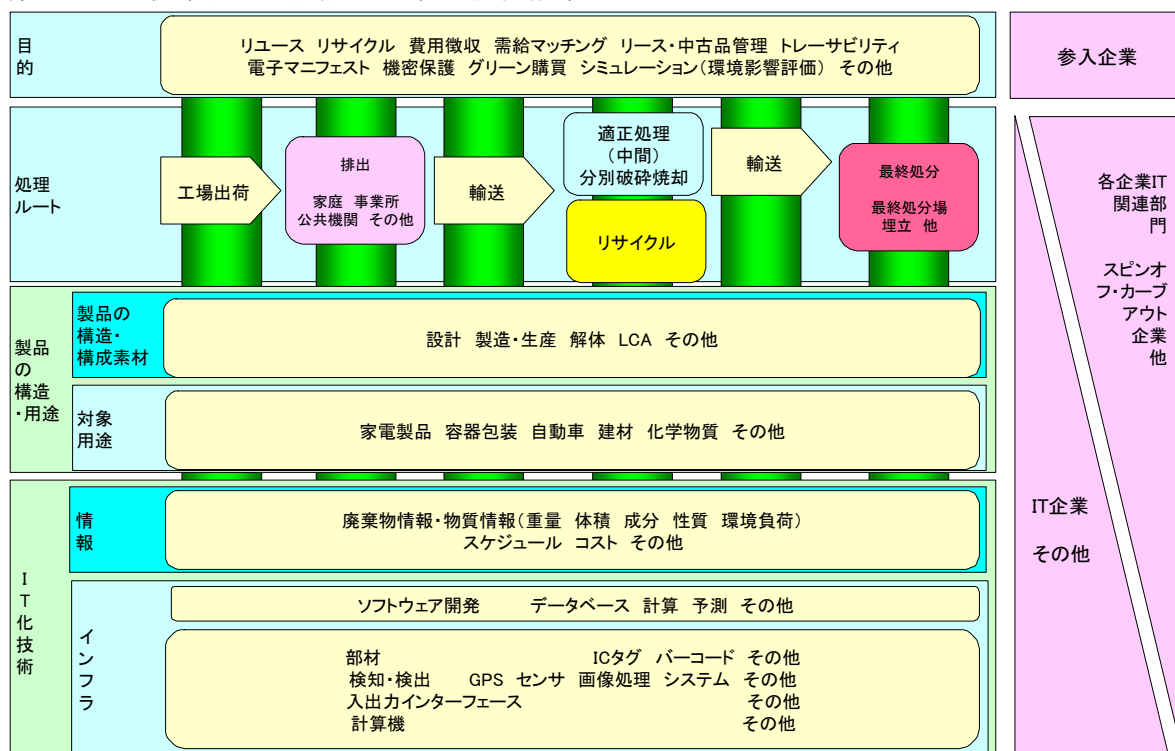 目的
リユース リサイクル 費用徴収 需給マッチング リース・中古品管理 トレーサビリティ
電子マニフェスト 機密保護 グリーン購買 シミュレーション(環境影響評価) その他
参入企業
処理
ルート
工場出荷
排出
家庭 事業所
公共機関 その他
輸送
適正処理
(中間)
分別破砕焼却
リサイクル
輸送
最終処分
最終処分場
埋立 他
各企業IT
関連部
門
スピンオ
フ・カーブ
アウト
企業
他
製品
の
構造
・用途
製品の
構造・
構成素材
設計 製造・生産 解体 LCA その他
対象
用途
家電製品 容器包装 自動車 建材 化学物質 その他
IT化技術
情報
廃棄物情報・物質情報(重量 体積 成分 性質 環境負荷)
スケジュール コスト その他
IT企業
その他
インフラ
ソフトウェア開発 データベース 計算 予測 その他
部材 ICタグ バーコード その他
検知・検出 GPS センサ 画像処理 システム その他
入出力インターフェース その他
計算機 その他